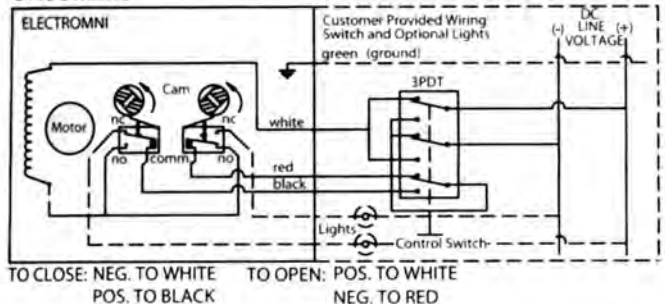 ELECTROMNI
Customer Provided Wiring
Switch and Optional Lights
DC
(-) LINE (+)
VOLTAGE
green (ground)
3PDT
Cam
Motor
nc
nc
white
no
comm
no
red
black
Lights
Control Switch
TO CLOSE: NEG. TO WHITE
POS. TO BLACK
TO OPEN: POS. TO WHITE
NEG. TO RED